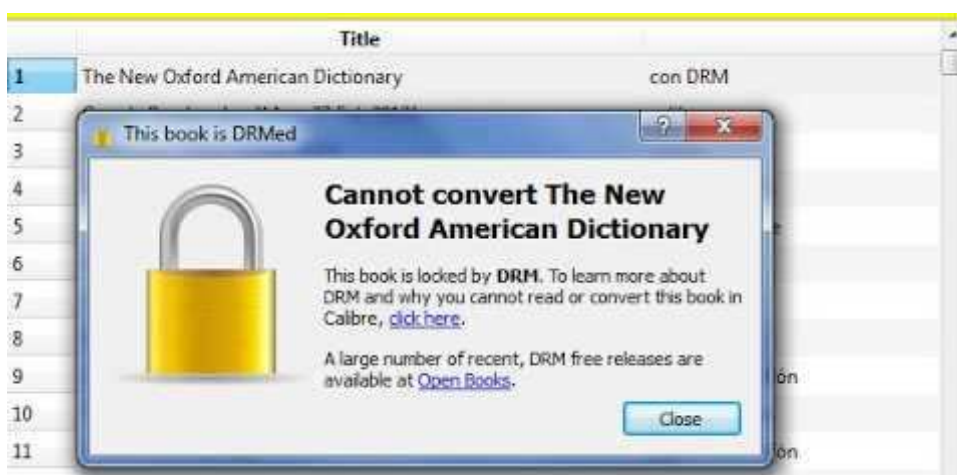 Title
1 The New Oxford American Dictionary con DRM
2
3
4
5
6
7
8
9 ón
10
11 ón
This book is DRMed
Cannot convert The New
Oxford American Dictionary
This book is locked by DRM. To learn more about
DRM and why you cannot read or convert this book in
Calibre, click here.
A large number of recent, DRM free releases are
available at Open Books.
Close